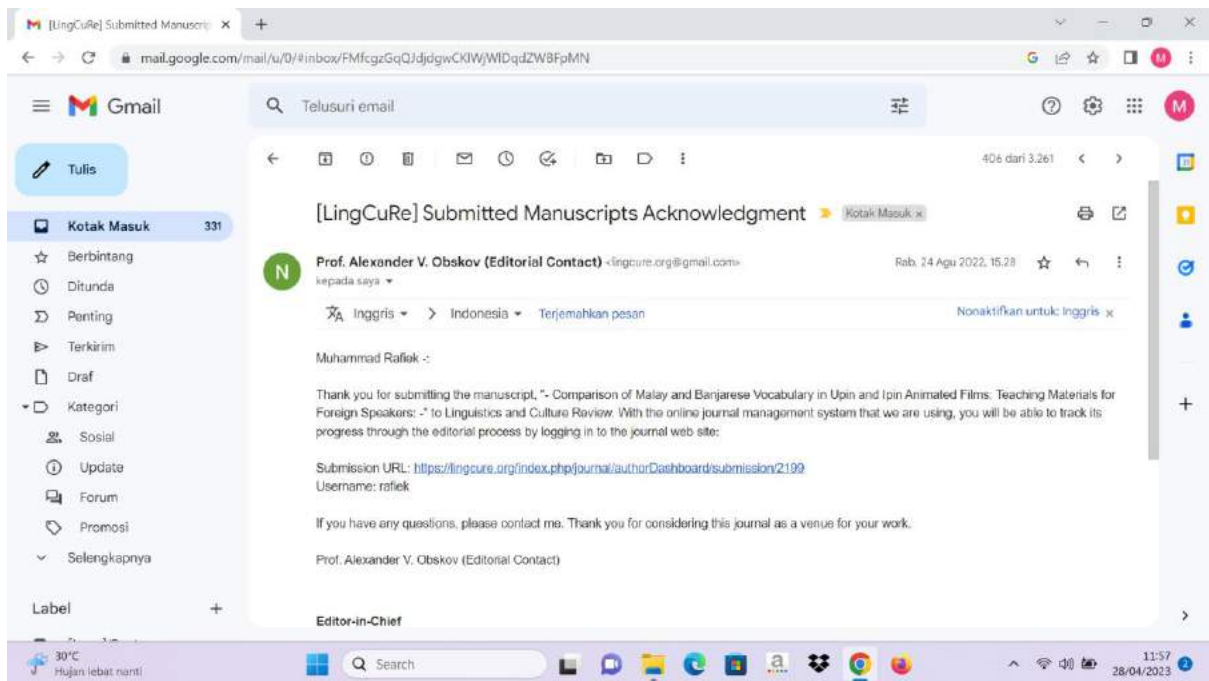 [LingCuRe] Submitted Manuscrip
mail.google.com/mail/u/0/#inbox/FMfcgzGqQJdjdgwCKlWjWlDqdZWBFpMN
M
Gmail
Telusuri email
M
Tulis
406 dari 3.261
[LingCuRe] Submitted Manuscripts Acknowledgment
Kotak Masuk x
Kotak Masuk 331
Berbintang
Ditunda
Penting
Terkirim
Draf
Kategori
Sosial
Update
Forum
Promosi
Selengkapnya
Label +
N
Prof. Alexander V. Obskov (Editorial Contact) <lingcure.org@gmail.com>
Rab, 24 Agu 2022, 15.28
kepada saya
Inggris > Indonesia Terjemahkan pesan
Nonaktifkan untuk: Inggris x
Muhammad Rafiek -:
Thank you for submitting the manuscript, "- Comparison of Malay and Banjarese Vocabulary in Upin and Ipin Animated Films: Teaching Materials for
Foreign Speakers: -" to Linguistics and Culture Review. With the online journal management system that we are using, you will be able to track its
progress through the editorial process by logging in to the journal web site:
Submission URL: https://lingcure.org/index.php/journal/authorDashboard/submission/2199
Username: rafiek
If you have any questions, please contact me. Thank you for considering this journal as a venue for your work.
Prof. Alexander V. Obskov (Editorial Contact)
Editor-in-Chief
30°C
Hujan lebat nanti
Search
11:57
28/04/2023
2